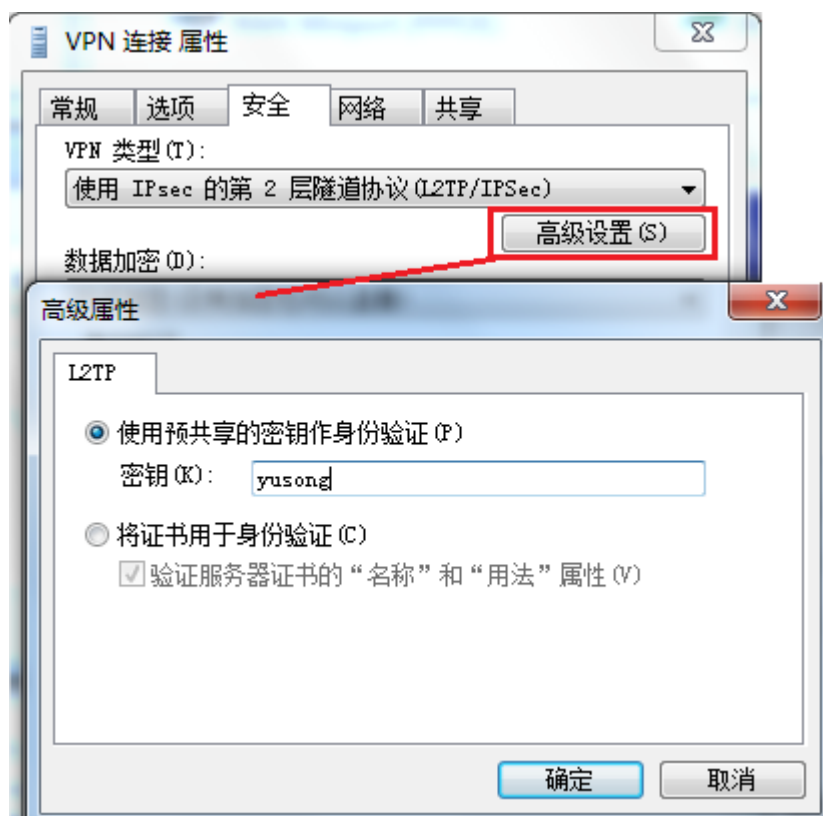 VPN 连接 属性
常规 选项 安全 网络 共享
VPN 类型(T):
使用 IPsec 的第 2 层隧道协议(L2TP/IPSec)
高级设置(S)
数据加密(D):
高级属性
L2TP
使用预共享的密钥作身份验证(P)
密钥(K): yusong
将证书用于身份验证(C)
验证服务器证书的“名称”和“用法”属性(V)
确定 取消